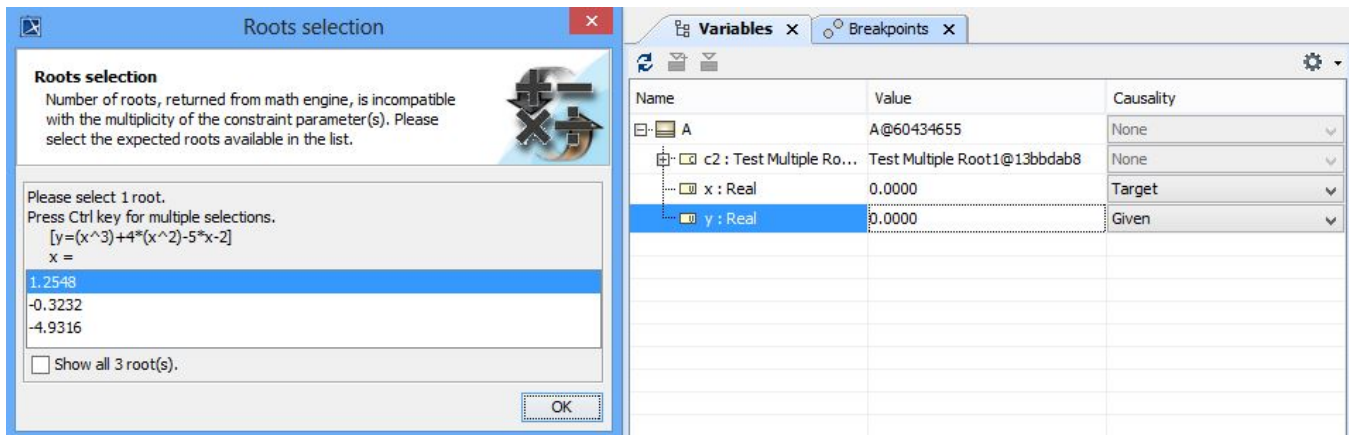 Roots selection
Roots selection
Number of roots, returned from math engine, is incompatible
with the multiplicity of the constraint parameter(s). Please
select the expected roots available in the list.
Please select 1 root.
Press Ctrl key for multiple selections.
[y=(x^3)+4*(x^2)-5*x-2]
x =
1.2548
-0.3232
-4.9316
Show all 3 root(s).
OK
Variables Breakpoints
Name Value Causality
A A@60434655 None
c2 : Test Multiple Ro... Test Multiple Root1@13bbdab8 None
x : Real 0.0000 Target
y : Real 0.0000 Given